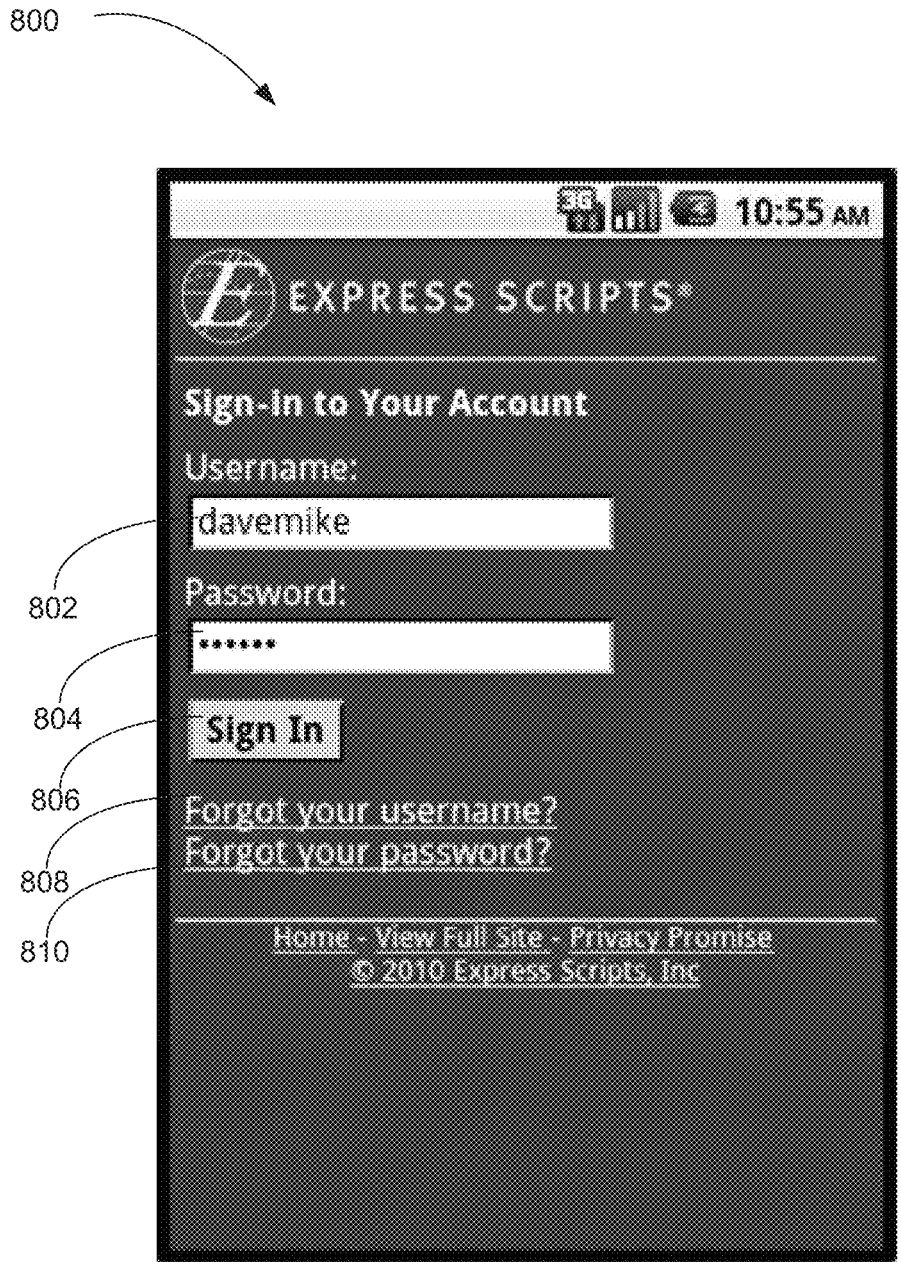 800
3G
10:55 AM
E EXPRESS SCRIPTS®
Sign-in to Your Account
Username:
davemike
802
Password:
••••••
804
Sign In
806
Forgot your username?
808
Forgot your password?
810
Home - View Full Site - Privacy Promise
© 2010 Express Scripts, Inc